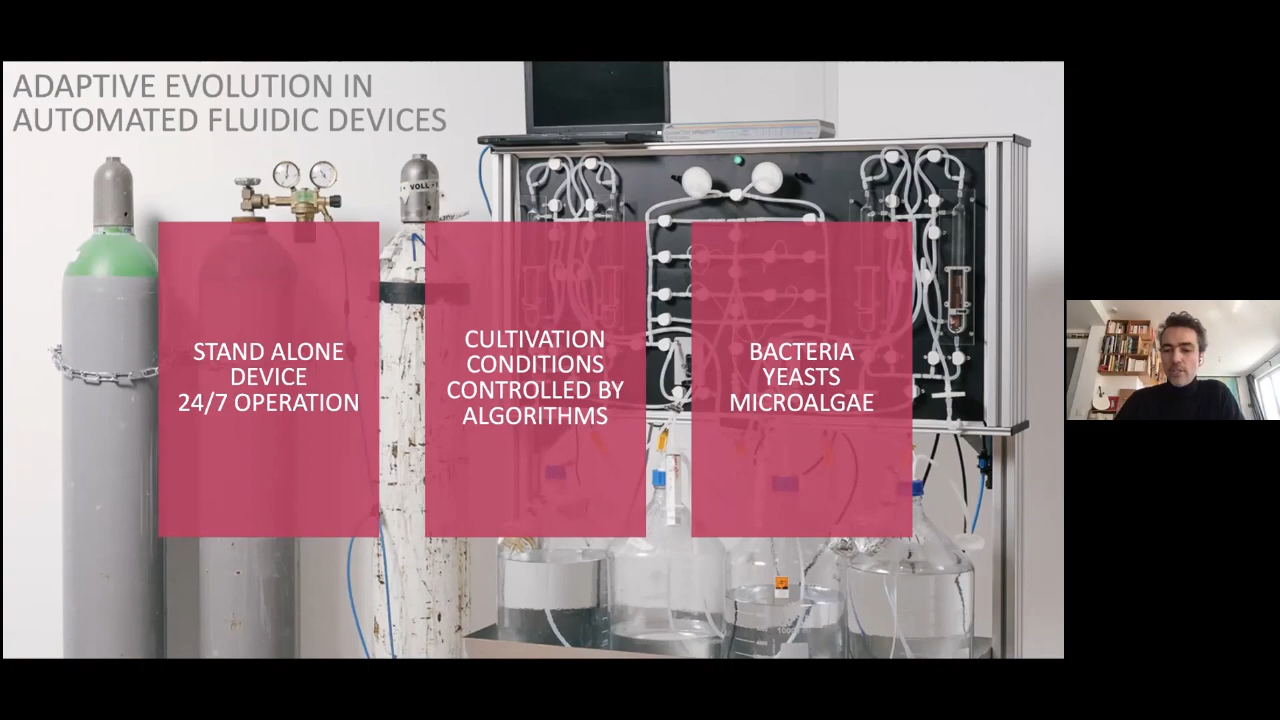 ADAPTIVE EVOLUTION IN
AUTOMATED FLUIDIC DEVICES
VOLL
N
STAND ALONE
DEVICE
24/7 OPERATION
CULTIVATION
CONDITIONS
CONTROLLED BY
ALGORITHMS
BACTERIA
YEASTS
MICROALGAE